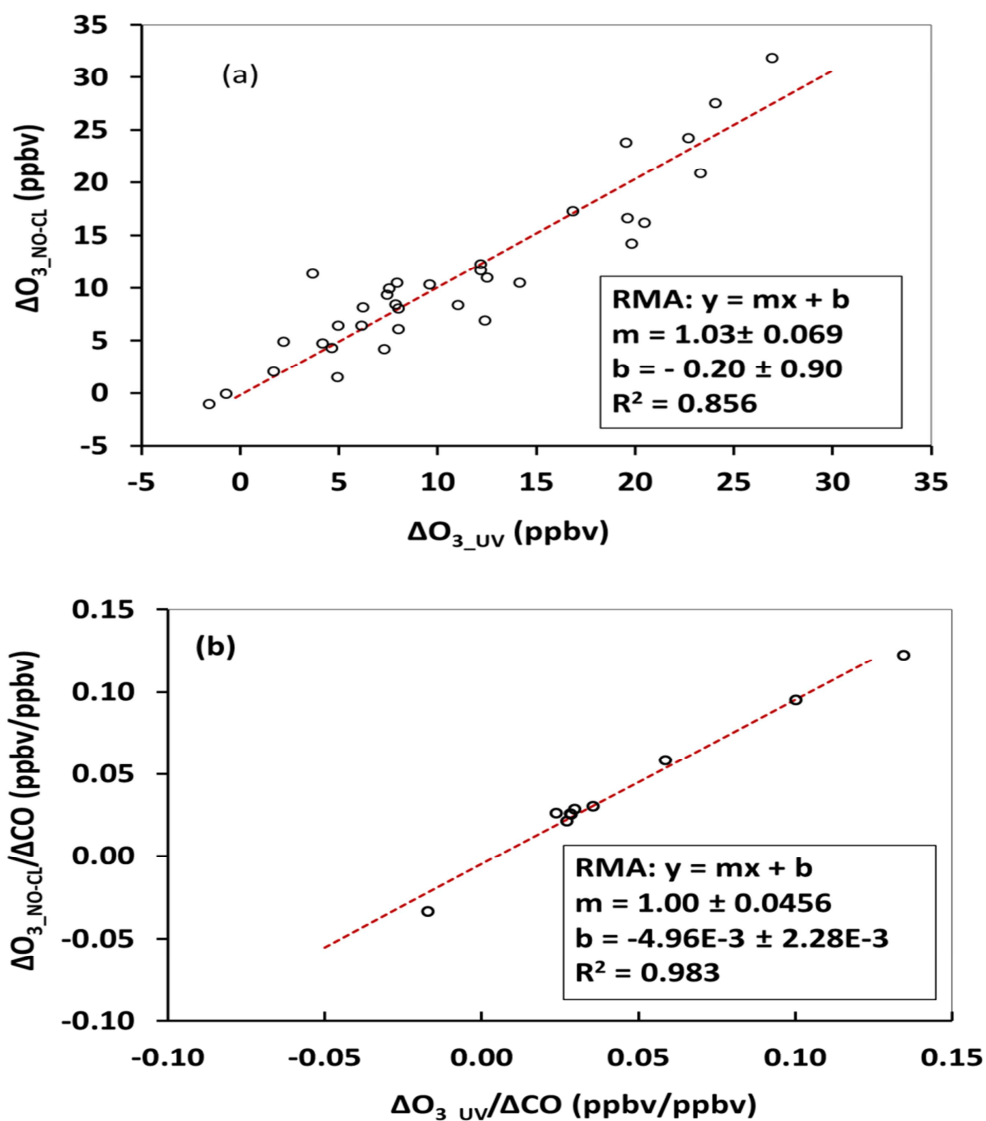 (a)
ΔO3_NO-CL (ppbv)
35
30
25
20
15
10
5
0
-5
RMA: y = mx + b
m = 1.03± 0.069
b = - 0.20 ± 0.90
R² = 0.856
-5 0 5 10 15 20 25 30 35
ΔO3_UV (ppbv)
(b)
ΔO3_NO-CL/ΔCO (ppbv/ppbv)
0.15
0.10
0.05
0.00
-0.05
-0.10
RMA: y = mx + b
m = 1.00 ± 0.0456
b = -4.96E-3 ± 2.28E-3
R² = 0.983
-0.10 -0.05 0.00 0.05 0.10 0.15
ΔO3_UV/ΔCO (ppbv/ppbv)